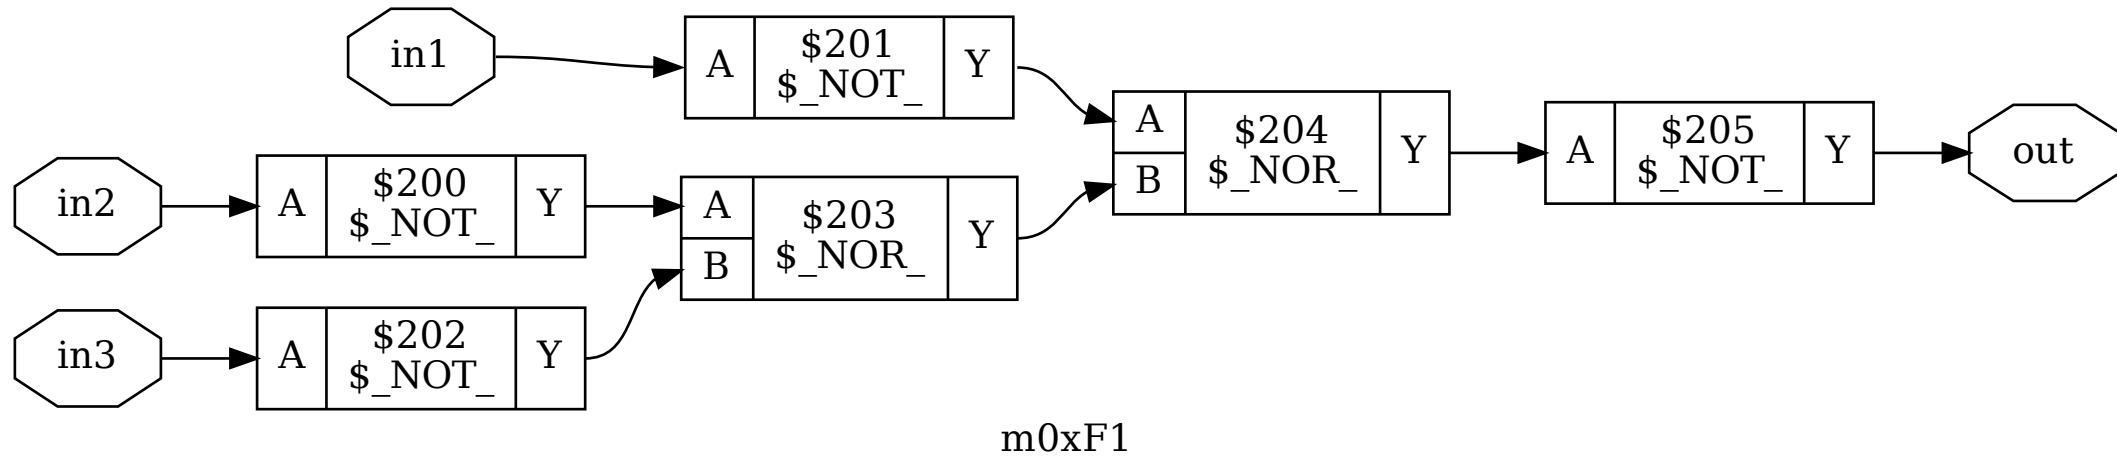 in1
A
$201
$_NOT_
Y
in2
A
$200
$_NOT_
Y
in3
A
$202
$_NOT_
Y
A
B
$203
$_NOR_
Y
A
B
$204
$_NOR_
Y
A
$205
$_NOT_
Y
out
m0xF1